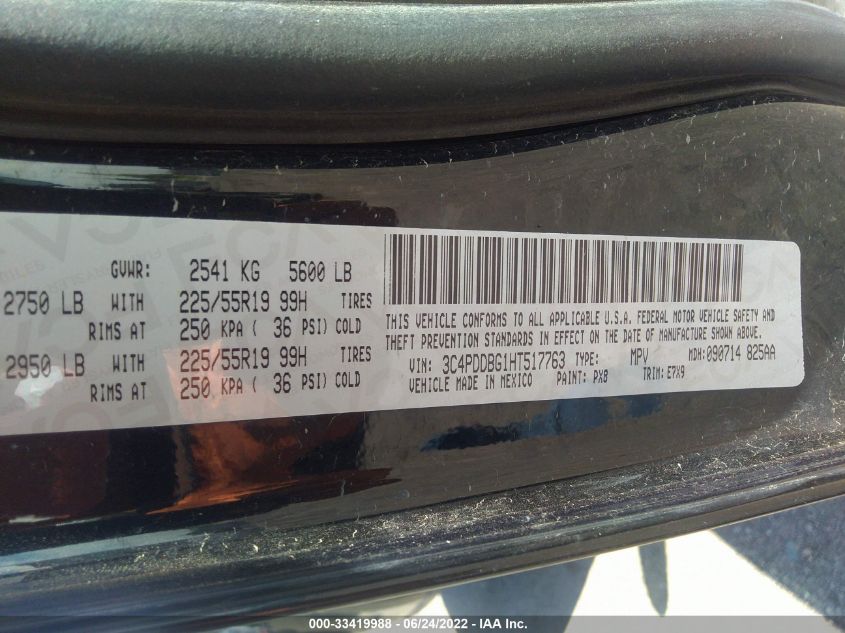 GVWR: 2541 KG 5600 LB
2750 LB WITH 225/55R19 99H TIRES
RIMS AT 250 KPA ( 36 PSI) COLD
2950 LB WITH 225/55R19 99H TIRES
RIMS AT 250 KPA ( 36 PSI) COLD
THIS VEHICLE CONFORMS TO ALL APPLICABLE U.S.A. FEDERAL MOTOR VEHICLE SAFETY AND
THEFT PREVENTION STANDARDS IN EFFECT ON THE DATE OF MANUFACTURE SHOWN ABOVE.
VIN: 3C4PDDBG1HT517763 TYPE: MPV MDH: 090714 825AA
VEHICLE MADE IN MEXICO PAINT: PX8 TRIM: E7X9
000-33419988 - 06/24/2022 - IAA Inc.